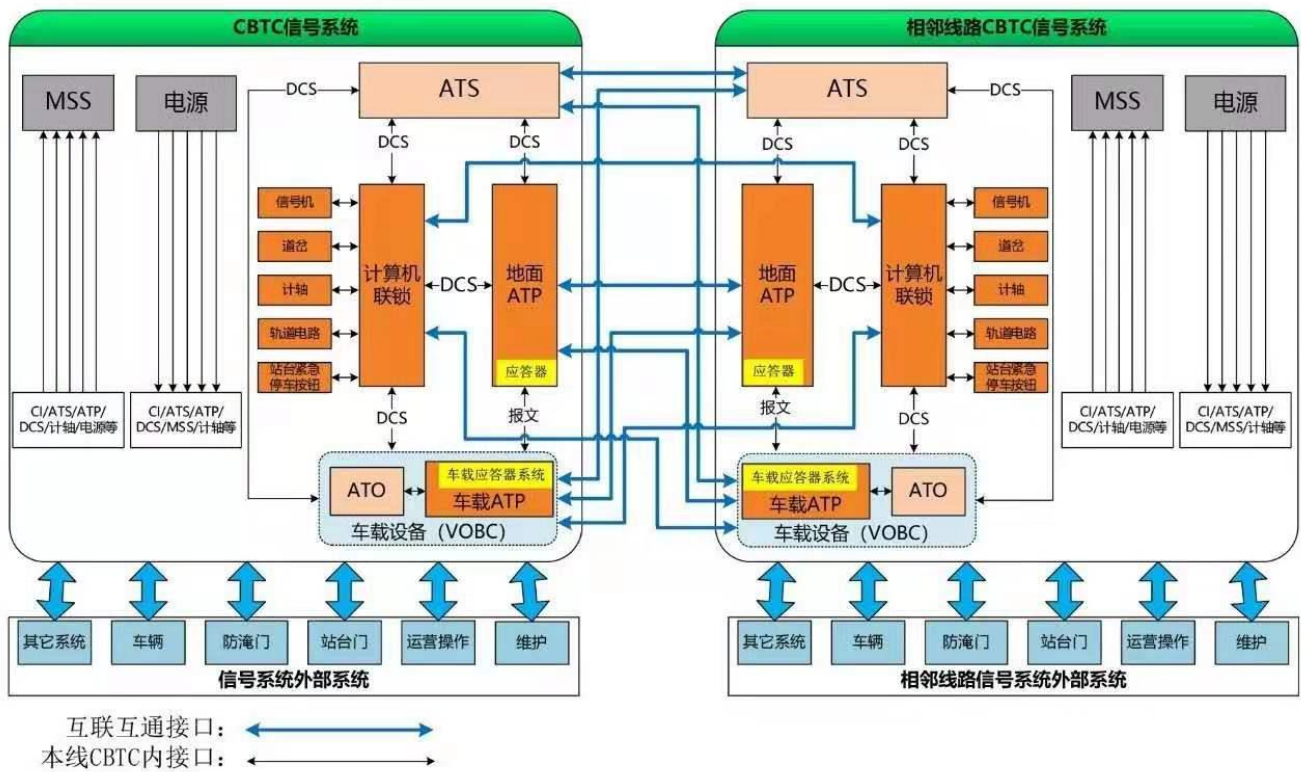 CBTC信号系统
MSS
电源
DCS
ATS
DCS
DCS
信号机
道岔
计轴
轨道电路
站台紧急
停车按钮
计算机
联锁
DCS
地面
ATP
应答器
CI/ATS/ATP/
DCS/计轴/电源等
CI/ATS/ATP/
DCS/MSS/计轴等
DCS
报文
ATO
车载应答器系统
车载ATP
车载设备（VOBC）
相邻线路CBTC信号系统
ATS
DCS
MSS
电源
DCS
DCS
地面
ATP
应答器
DCS
计算机
联锁
信号机
道岔
计轴
轨道电路
站台紧急
停车按钮
CI/ATS/ATP/
DCS/计轴/电源等
CI/ATS/ATP/
DCS/MSS/计轴等
报文
DCS
车载应答器系统
车载ATP
ATO
车载设备（VOBC）
其它系统
车辆
防淹门
站台门
运营操作
维护
信号系统外部系统
其它系统
车辆
防淹门
站台门
运营操作
维护
相邻线路信号系统外部系统
互联互通接口：
本线CBTC内接口：